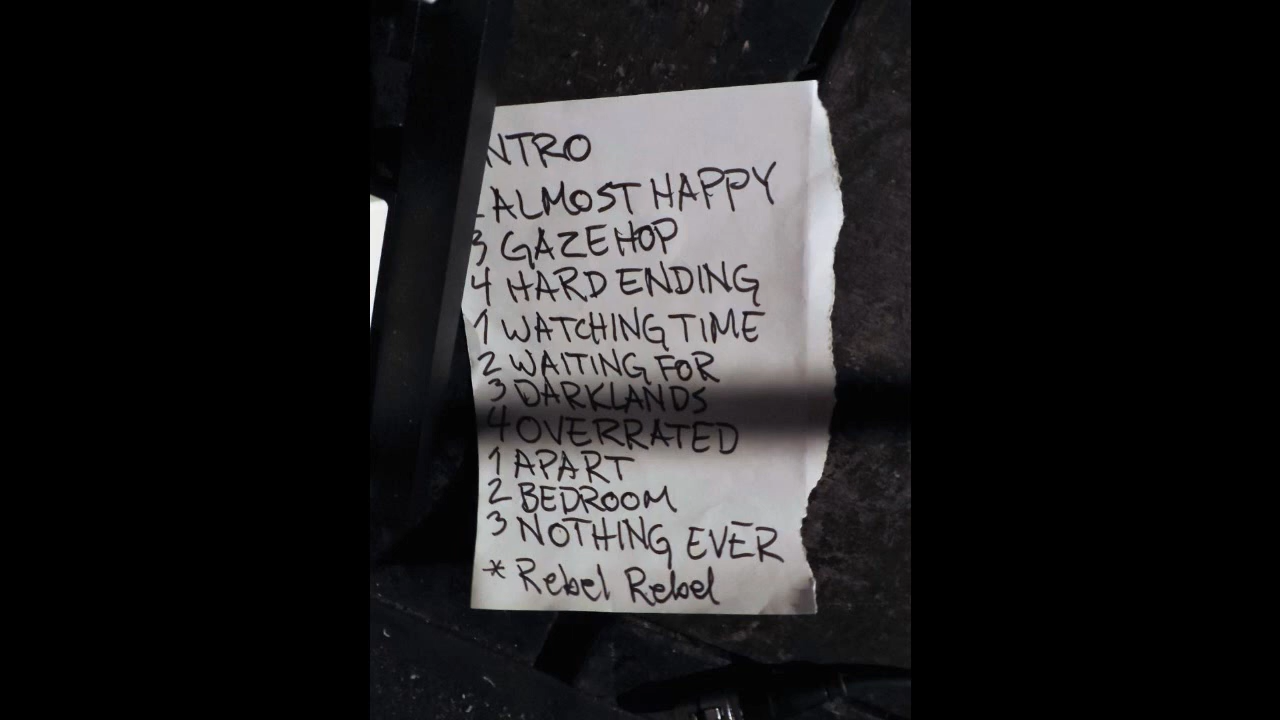 NTRO
ALMOST HAPPY
3 GAZEHOP
4 HARD ENDING
1 WATCHING TIME
2 WAITING FOR
3 DARKLANDS
4 OVERRATED
1 APART
2 BEDROOM
3 NOTHING EVER
* Rebel Rebel